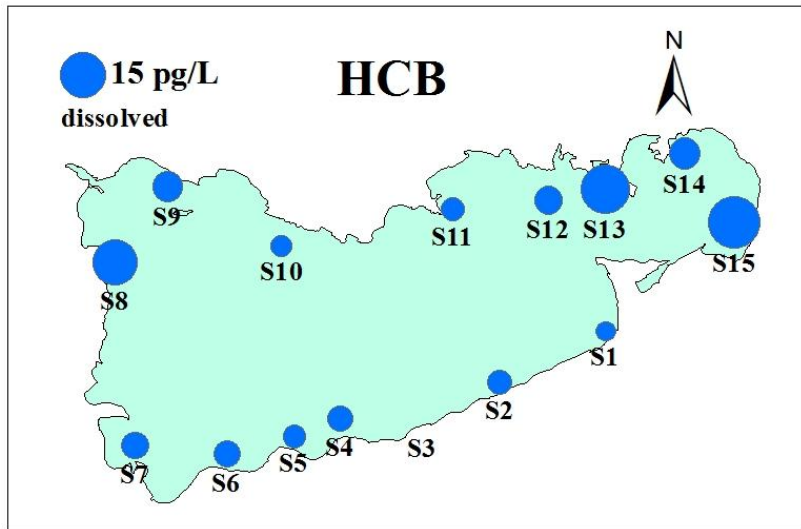 HCB
N
15 pg/L
dissolved
S14
S9
S11
S12
S13
S15
S10
S8
S1
S2
S4
S3
S5
S7
S6